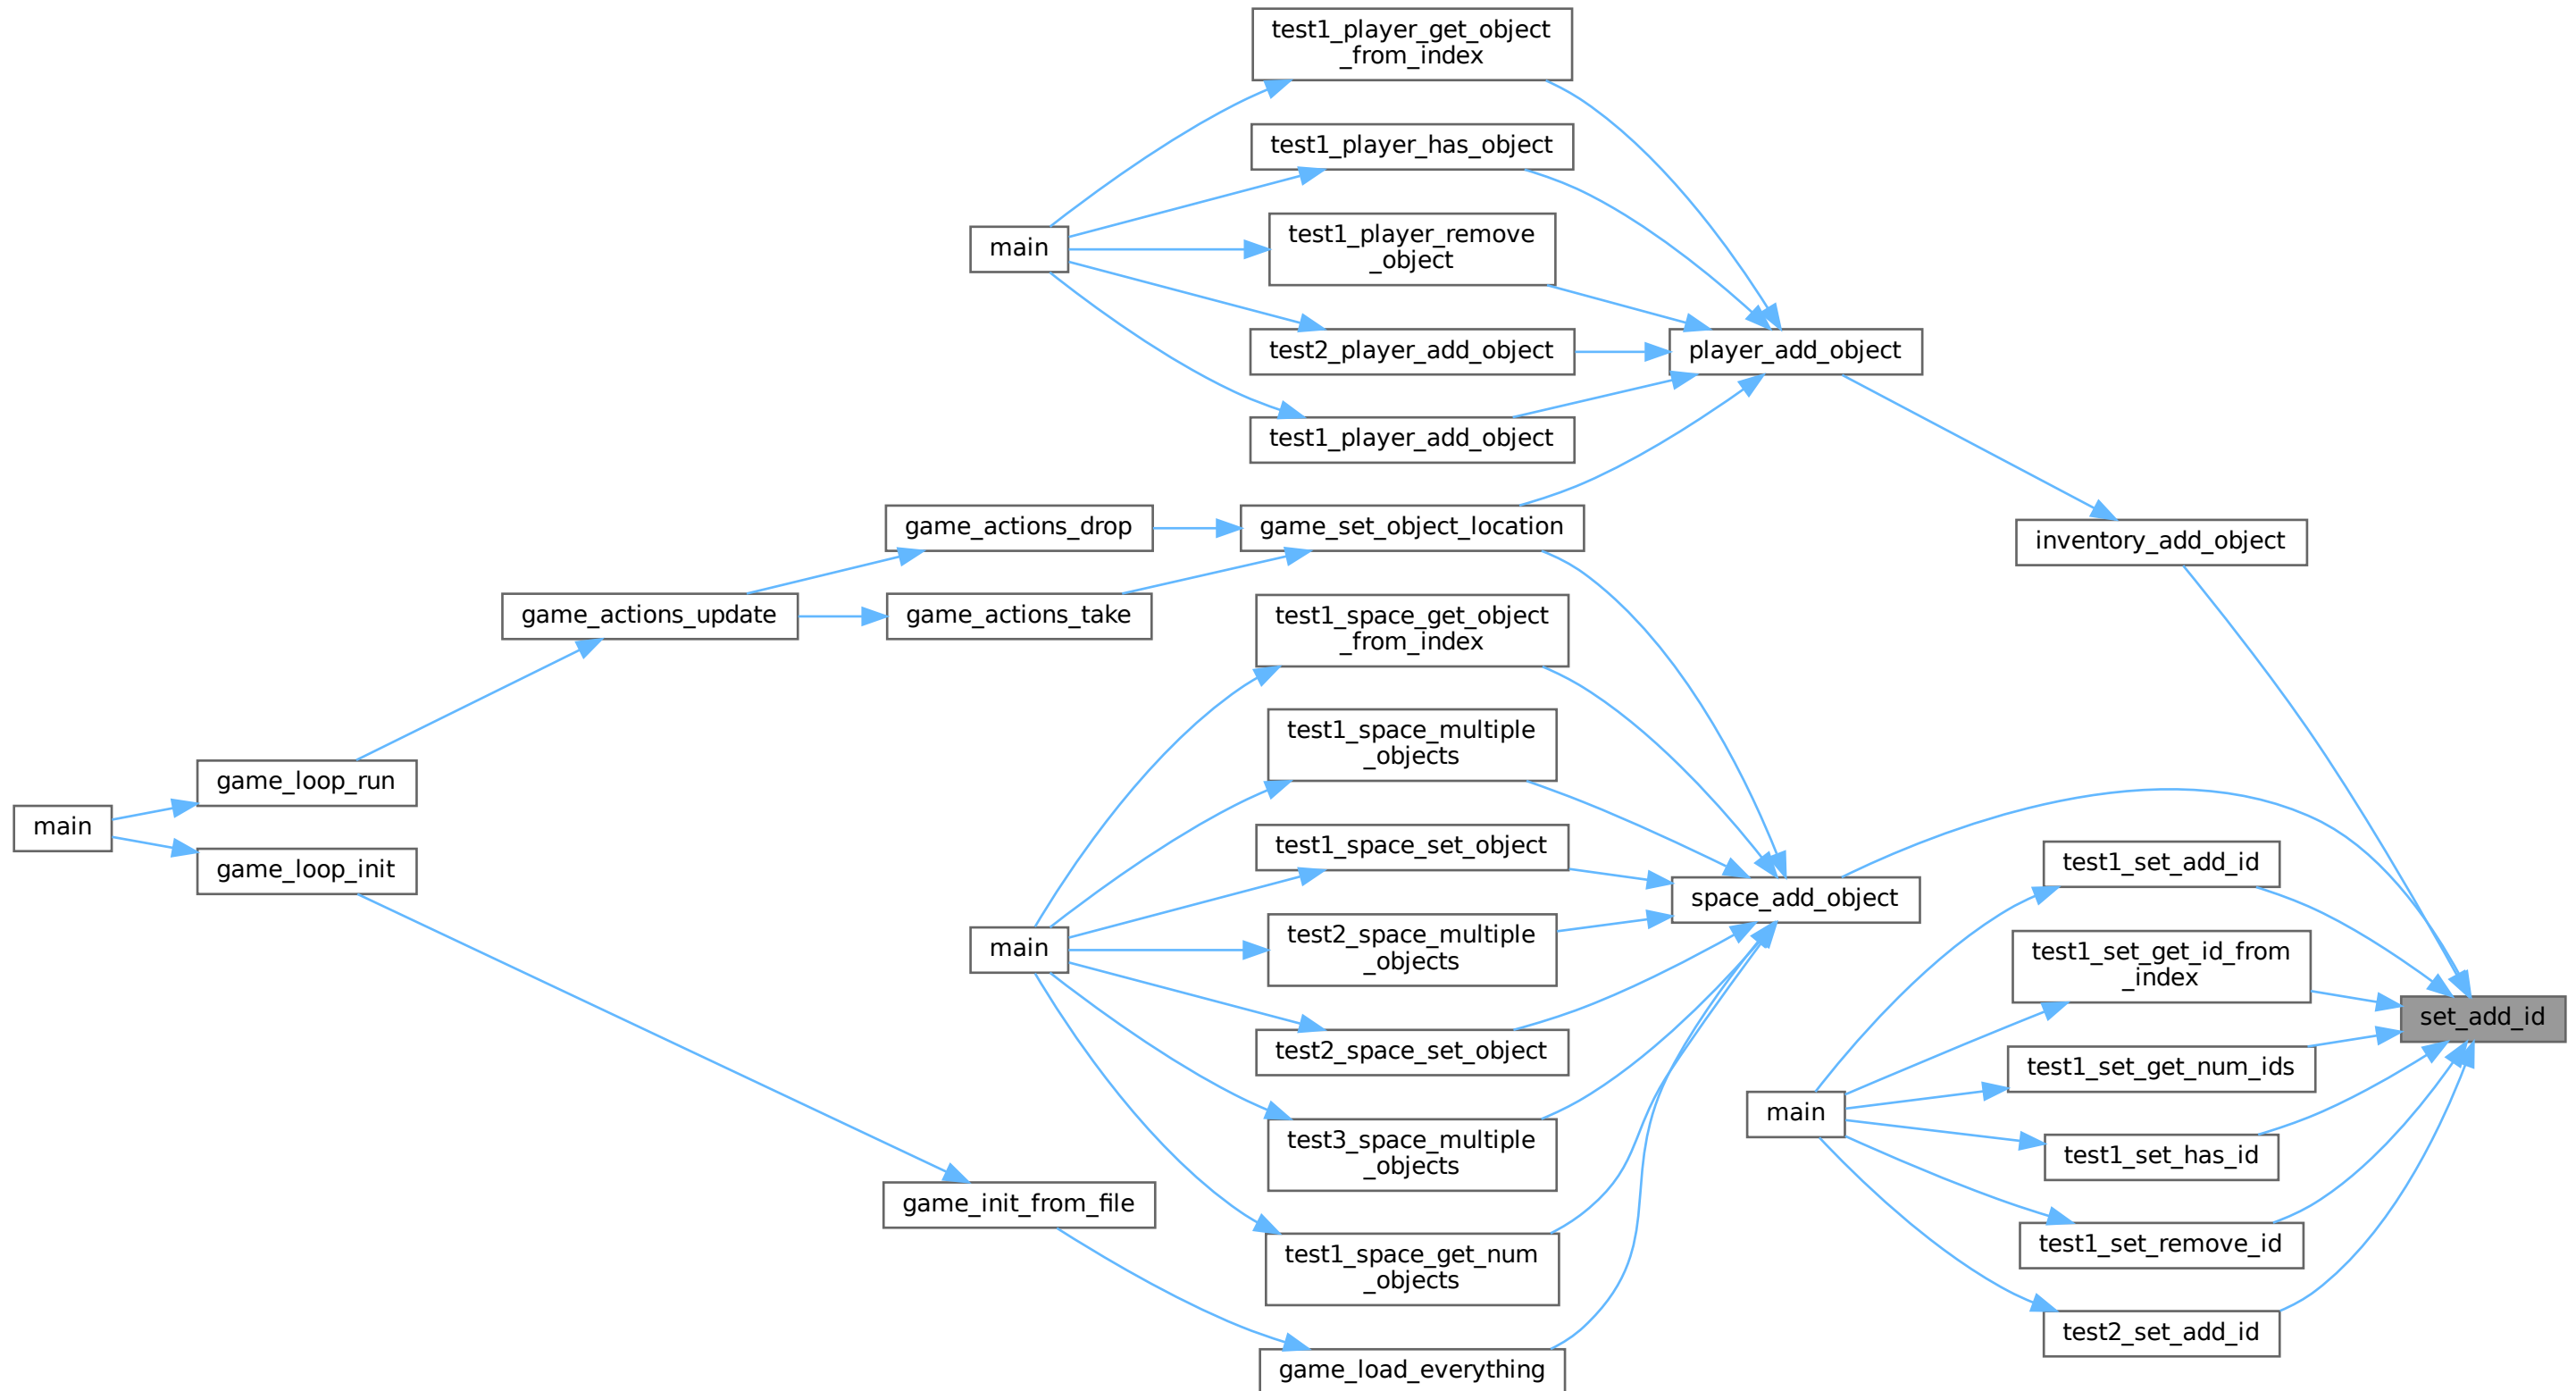 test1_player_get_object
_from_index
test1_player_has_object
main
test1_player_remove
_object
test2_player_add_object
player_add_object
test1_player_add_object
game_actions_drop
game_set_object_location
inventory_add_object
game_actions_update
game_actions_take
test1_space_get_object
_from_index
test1_space_multiple
_objects
game_loop_run
main
game_loop_init
test1_space_set_object
test1_set_add_id
space_add_object
main
test2_space_multiple
_objects
test1_set_get_id_from
_index
set_add_id
test2_space_set_object
test1_set_get_num_ids
main
test3_space_multiple
_objects
test1_set_has_id
game_init_from_file
test1_set_remove_id
test1_space_get_num
_objects
test2_set_add_id
game_load_everything